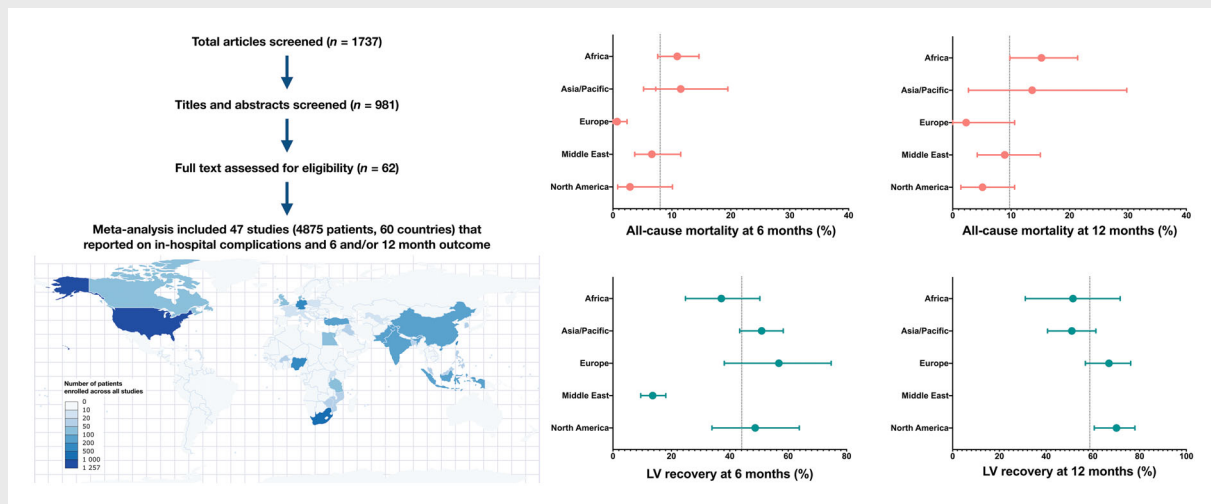 Total articles screened (n = 1737)
Titles and abstracts screened (n = 981)
Full text assessed for eligibility (n = 62)
Meta-analysis included 47 studies (4875 patients, 60 countries) that
reported on in-hospital complications and 6 and/or 12 month outcome
Number of patients
enrolled across all studies
0
10
20
50
100
200
500
1 000
1 257
Africa
Asia/Pacific
Europe
Middle East
North America
0 10 20 30 40
All-cause mortality at 6 months (%)
Africa
Asia/Pacific
Europe
Middle East
North America
0 10 20 30 40
All-cause mortality at 12 months (%)
Africa
Asia/Pacific
Europe
Middle East
North America
0 20 40 60 80
LV recovery at 6 months (%)
Africa
Asia/Pacific
Europe
Middle East
North America
0 20 40 60 80 100
LV recovery at 12 months (%)